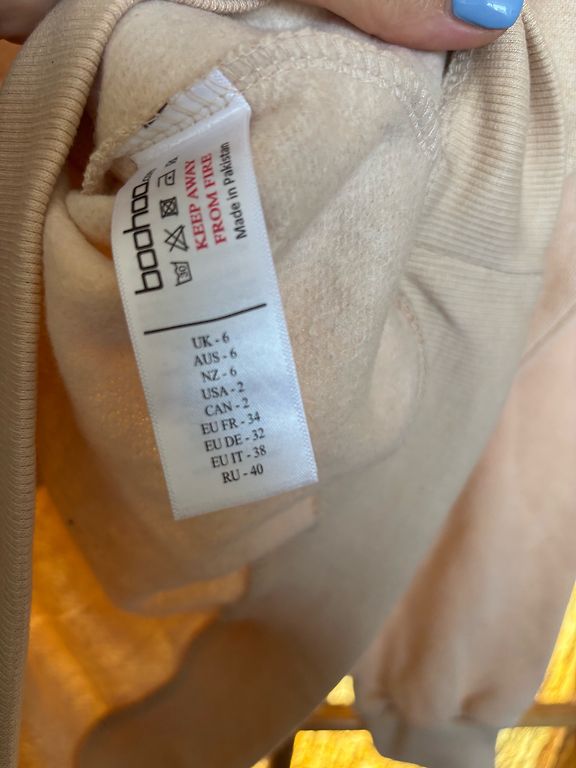 boohoo
30
KEEP AWAY
FROM FIRE
Made in Pakistan
UK - 6
AUS - 6
NZ - 6
USA - 2
CAN - 2
EU FR - 34
EU DE - 32
EU IT - 38
RU - 40